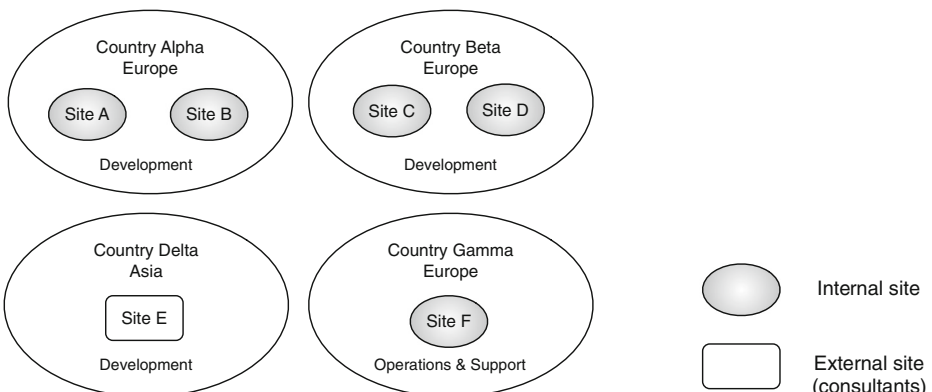 Country Alpha
Europe
Site A
Site B
Development
Country Beta
Europe
Site C
Site D
Development
Country Delta
Asia
Site E
Development
Country Gamma
Europe
Site F
Operations & Support
Internal site
External site
(consultants)